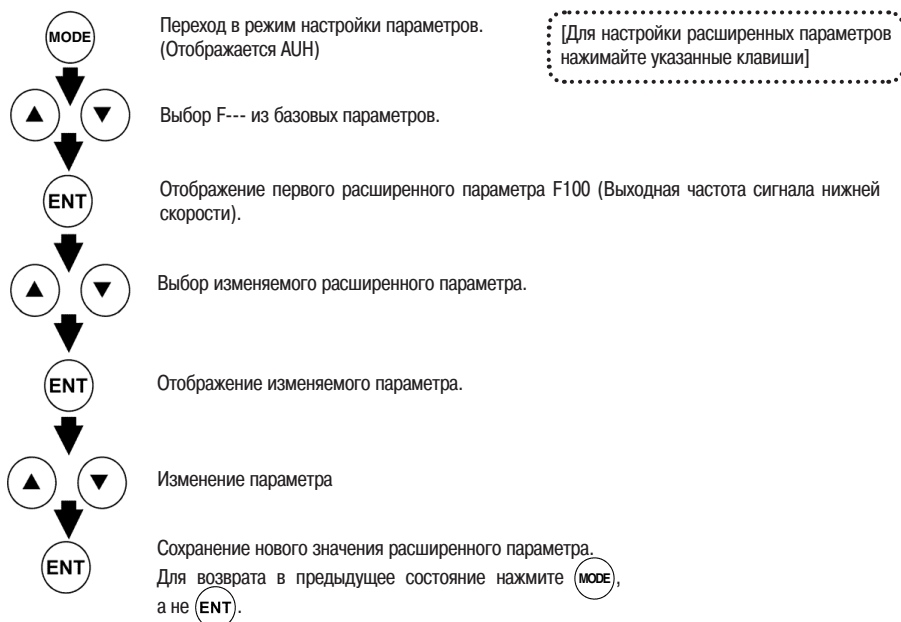 MODE
Переход в режим настройки параметров.
(Отображается AUH)
[Для настройки расширенных параметров
нажимайте указанные клавиши]
▲ ▼
Выбор F--- из базовых параметров.
ENT
Отображение первого расширенного параметра F100 (Выходная частота сигнала нижней
скорости).
▲ ▼
Выбор изменяемого расширенного параметра.
ENT
Отображение изменяемого параметра.
▲ ▼
Изменение параметра
ENT
Сохранение нового значения расширенного параметра.
Для возврата в предыдущее состояние нажмите MODE,
а не ENT.